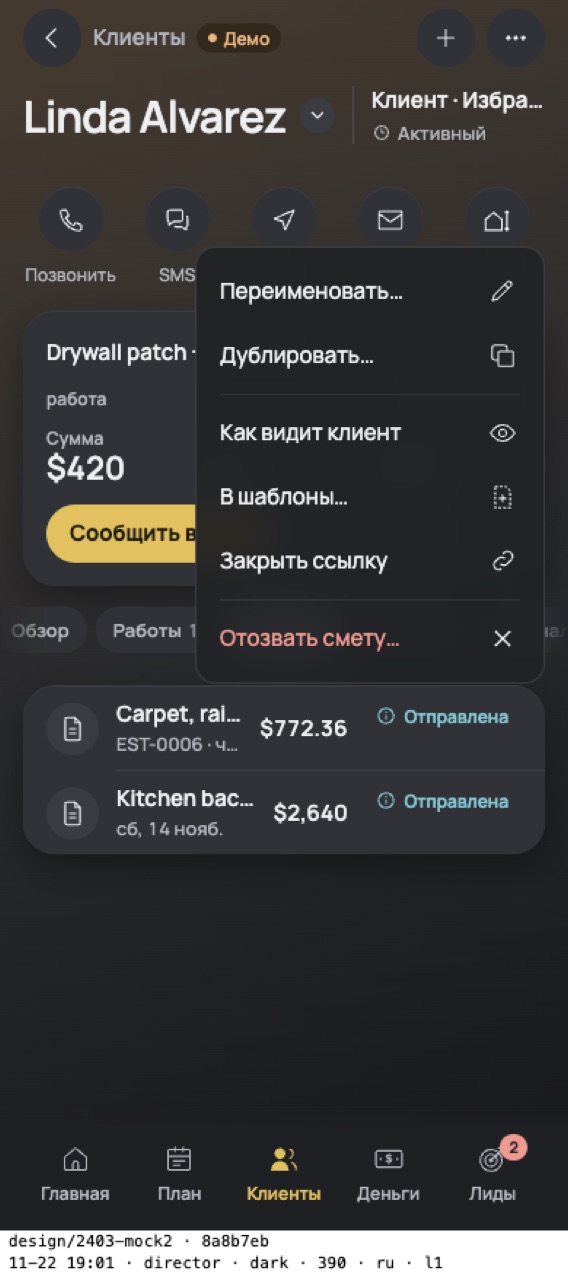 Клиенты
Демо
Linda Alvarez
Клиент · Избра...
Активный
Позвонить
SMS
Переименовать...
Дублировать...
Как видит клиент
В шаблоны...
Закрыть ссылку
Отозвать смету...
Drywall patch ·
работа
Сумма
$420
Сообщить в
Обзор
Работы 1
Carpet, rai...
EST-0006 · ч...
$772.36
Отправлена
Kitchen bac...
сб, 14 нояб.
$2,640
Отправлена
Главная
План
Клиенты
Деньги
Лиды
2
design/2403-mock2 · 8a8b7eb
11-22 19:01 · director · dark · 390 · ru · l1